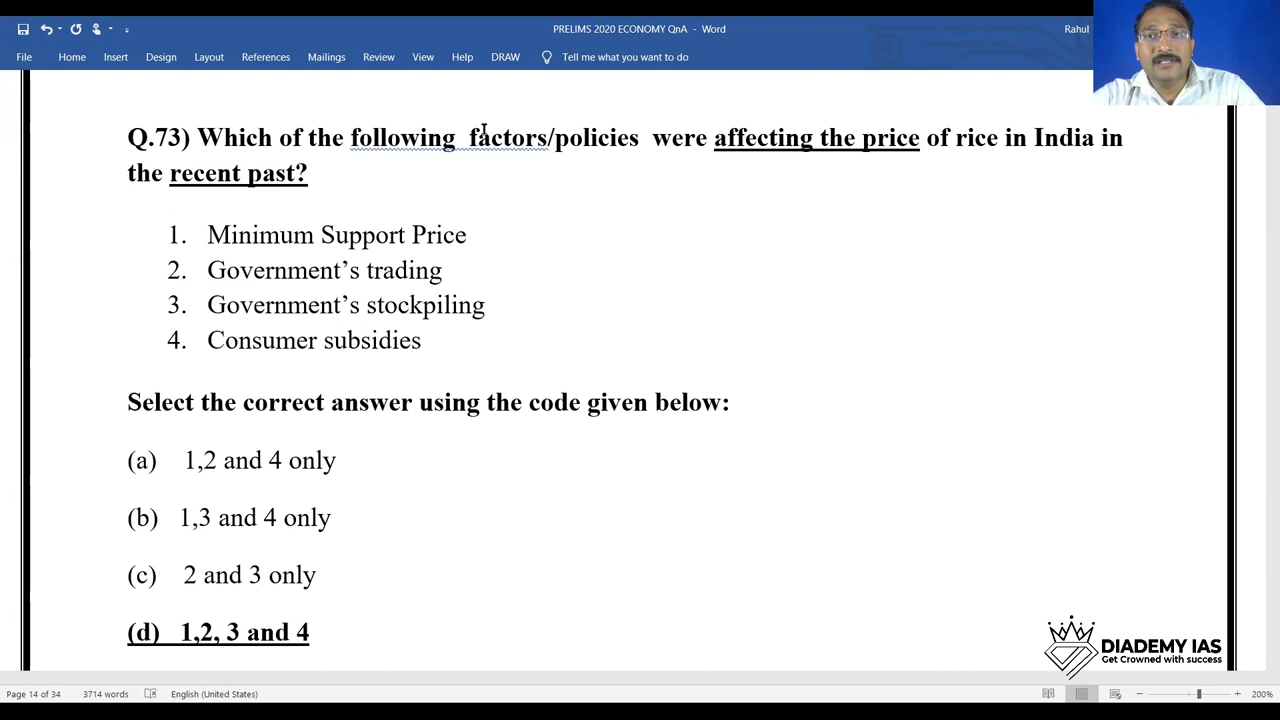 PRELIMS 2020 ECONOMY QnA - Word
Rahul
File Home Insert Design Layout References Mailings Review View Help DRAW Tell me what you want to do
Q.73) Which of the following factors/policies were affecting the price of rice in India in
the recent past?
1. Minimum Support Price
2. Government's trading
3. Government's stockpiling
4. Consumer subsidies
Select the correct answer using the code given below:
(a) 1,2 and 4 only
(b) 1,3 and 4 only
(c) 2 and 3 only
(d) 1,2, 3 and 4
DIADEMY IAS
Get Crowned with success
Page 14 of 34 3714 words English (United States) 200%